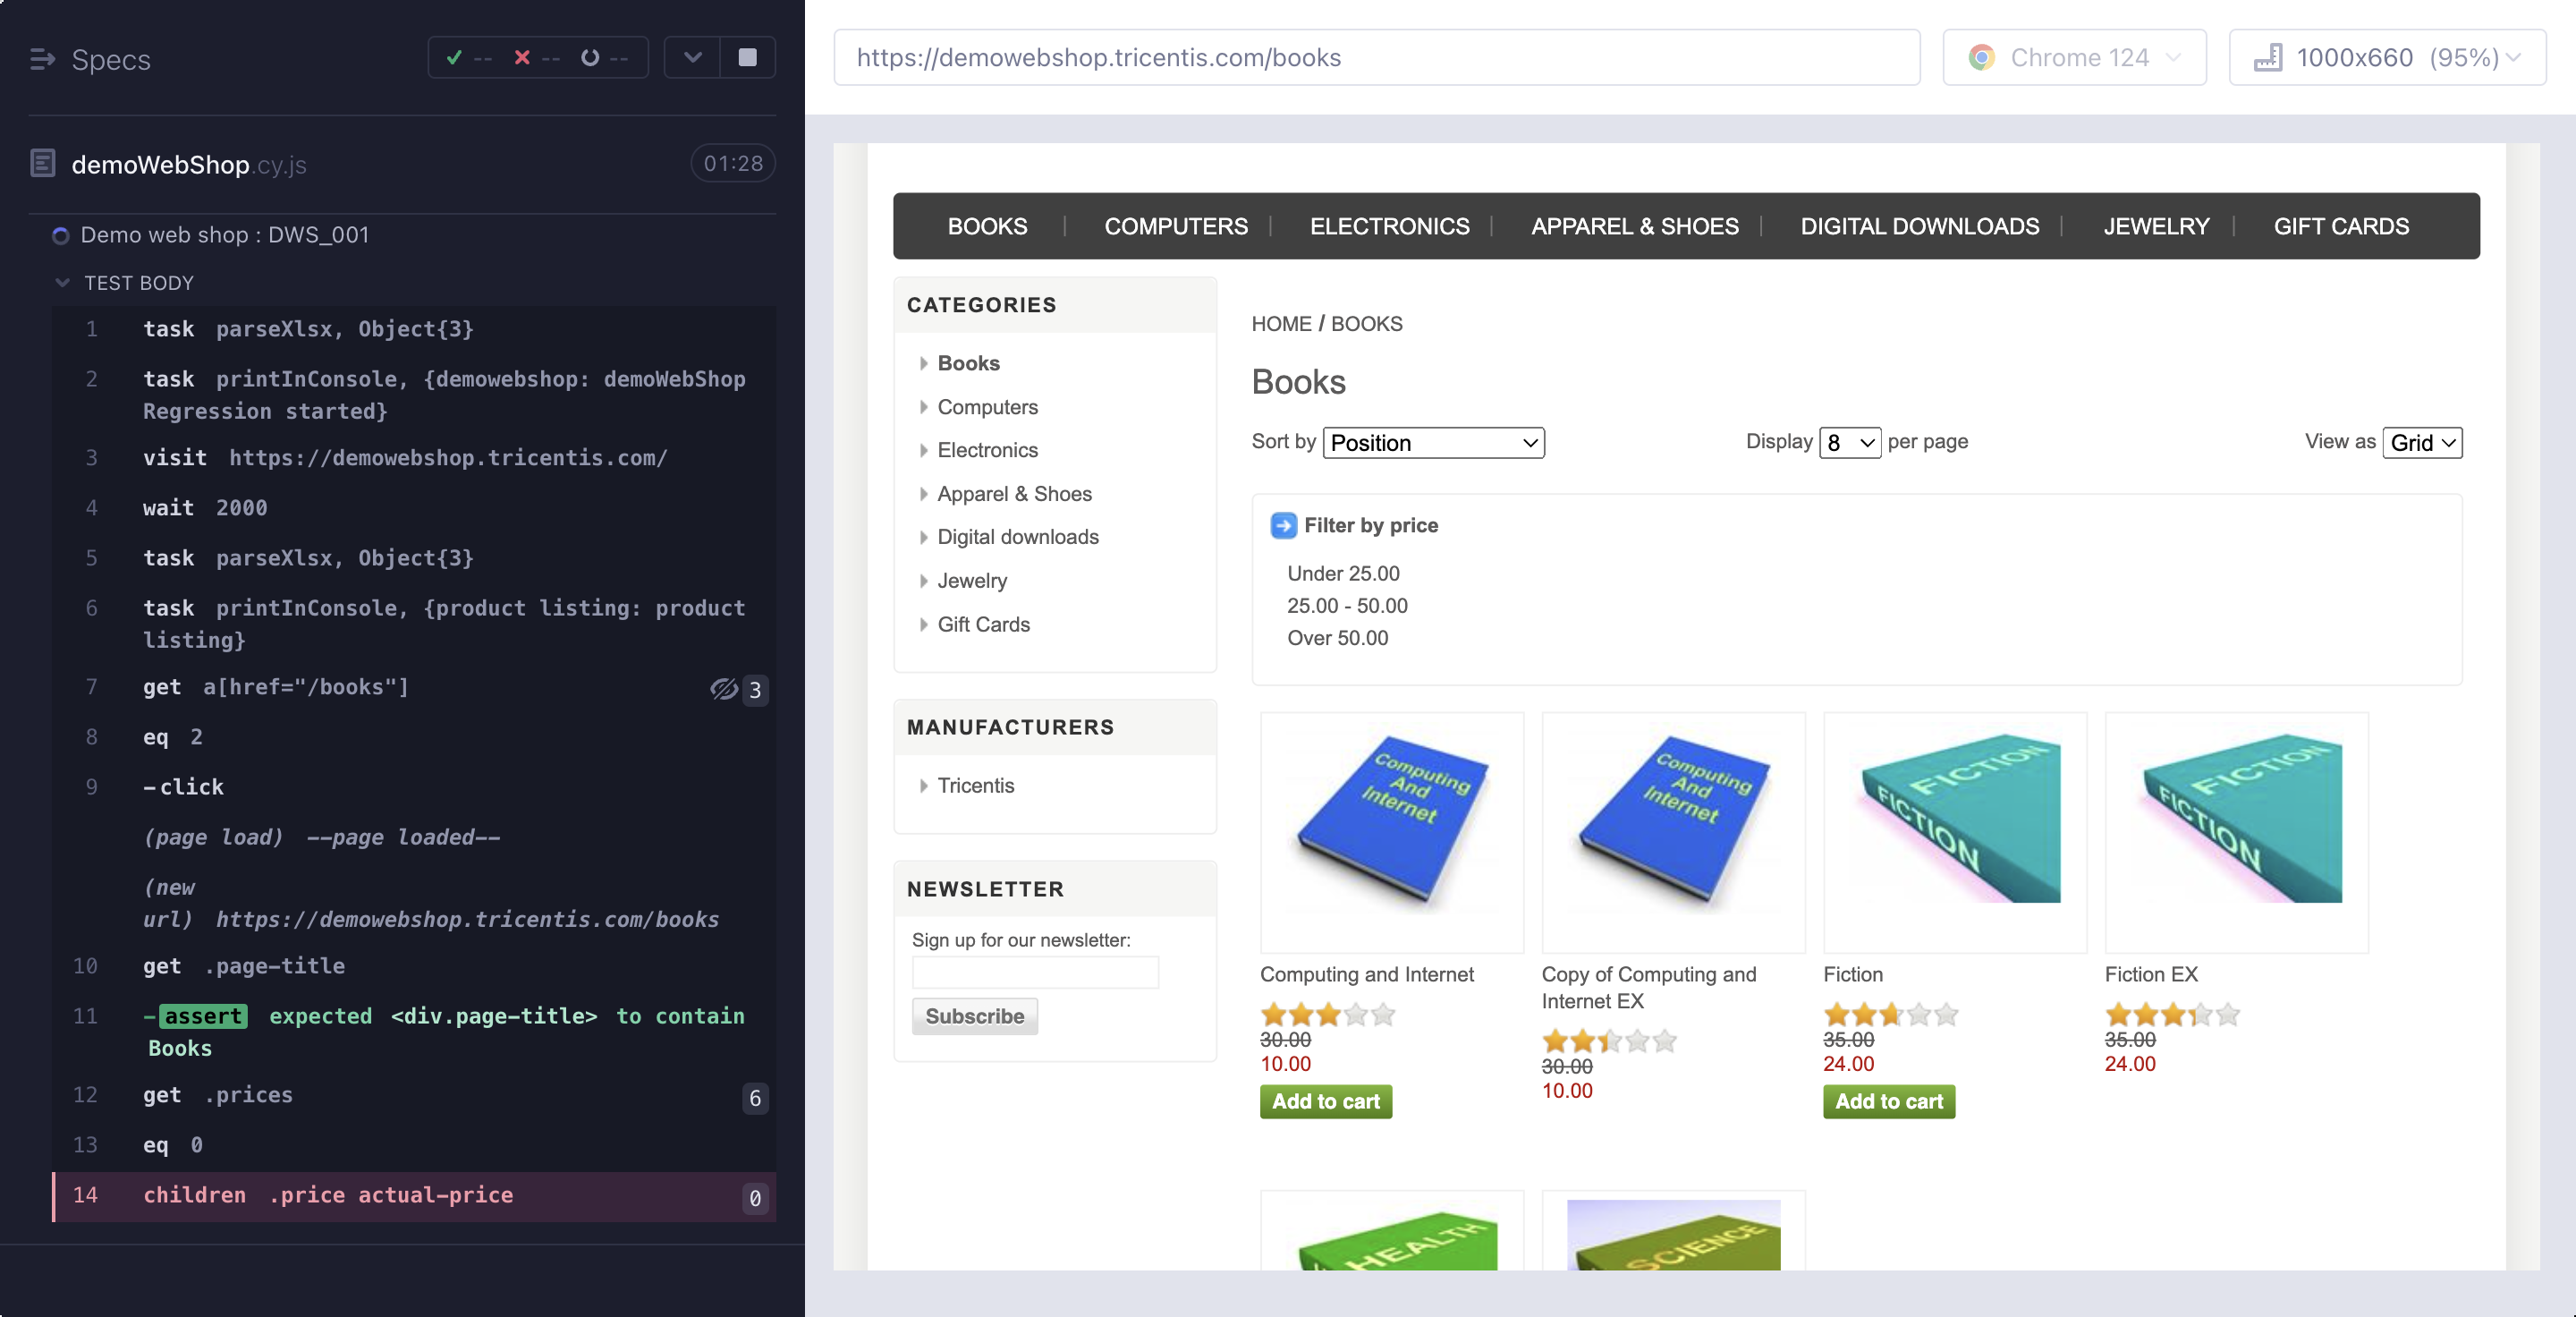 Specs
-- -- --
demoWebShop.cy.js
01:28
Demo web shop : DWS_001
TEST BODY
1 task parseXlsx, Object{3}
2 task printInConsole, {demowebshop: demoWebShop
Regression started}
3 visit https://demowebshop.tricentis.com/
4 wait 2000
5 task parseXlsx, Object{3}
6 task printInConsole, {product listing: product
listing}
7 get a[href="/books"] 3
8 eq 2
9 -click
(page load) --page loaded--
(new
url) https://demowebshop.tricentis.com/books
10 get .page-title
11 -assert expected <div.page-title> to contain
Books
12 get .prices 6
13 eq 0
14 children .price actual-price 0
https://demowebshop.tricentis.com/books
Chrome 124
1000x660 (95%)
BOOKS | COMPUTERS | ELECTRONICS | APPAREL & SHOES | DIGITAL DOWNLOADS | JEWELRY | GIFT CARDS
CATEGORIES
Books
Computers
Electronics
Apparel & Shoes
Digital downloads
Jewelry
Gift Cards
MANUFACTURERS
Tricentis
NEWSLETTER
Sign up for our newsletter:
Subscribe
HOME / BOOKS
Books
Sort by Position
Display 8 per page
View as Grid
Filter by price
Under 25.00
25.00 - 50.00
Over 50.00
Computing
And
Internet
Computing and Internet
30.00
10.00
Add to cart
Computing
And
Internet
Copy of Computing and
Internet EX
30.00
10.00
FICTION
FICTION
Fiction
35.00
24.00
Add to cart
FICTION
FICTION
Fiction EX
35.00
24.00
HEALTH
SCIENCE